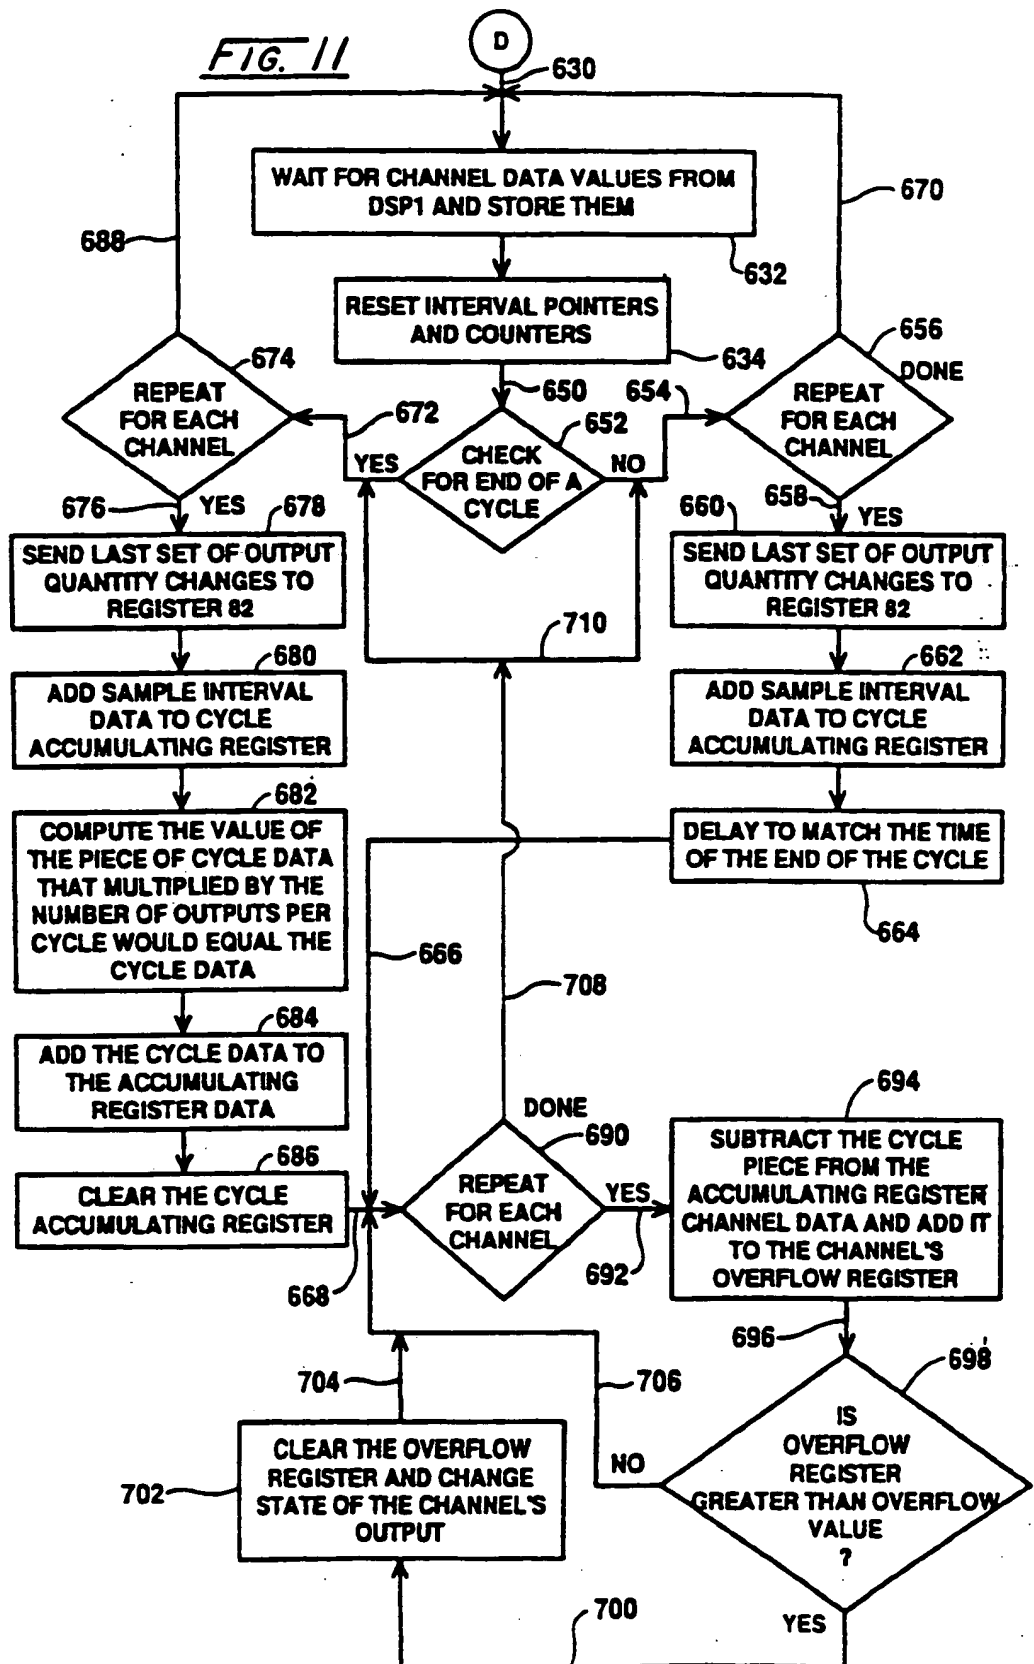 FIG. 11
D
630
WAIT FOR CHANNEL DATA VALUES FROM
DSP1 AND STORE THEM
632
670
688
RESET INTERVAL POINTERS
AND COUNTERS
634
656
DONE
674
REPEAT
FOR EACH
CHANNEL
672
650
652
654
CHECK
FOR END OF A
CYCLE
YES
NO
REPEAT
FOR EACH
CHANNEL
676
YES
678
660
658
YES
SEND LAST SET OF OUTPUT
QUANTITY CHANGES TO
REGISTER 82
SEND LAST SET OF OUTPUT
QUANTITY CHANGES TO
REGISTER 82
710
680
662
ADD SAMPLE INTERVAL
DATA TO CYCLE
ACCUMULATING REGISTER
ADD SAMPLE INTERVAL
DATA TO CYCLE
ACCUMULATING REGISTER
682
COMPUTE THE VALUE OF
THE PIECE OF CYCLE DATA
THAT MULTIPLIED BY THE
NUMBER OF OUTPUTS PER
CYCLE WOULD EQUAL THE
CYCLE DATA
DELAY TO MATCH THE TIME
OF THE END OF THE CYCLE
664
666
708
684
ADD THE CYCLE DATA TO
THE ACCUMULATING
REGISTER DATA
686
CLEAR THE CYCLE
ACCUMULATING REGISTER
668
DONE
690
REPEAT
FOR EACH
CHANNEL
YES
692
694
SUBTRACT THE CYCLE
PIECE FROM THE
ACCUMULATING REGISTER
CHANNEL DATA AND ADD IT
TO THE CHANNEL'S
OVERFLOW REGISTER
696
698
IS
OVERFLOW
REGISTER
GREATER THAN OVERFLOW
VALUE
?
NO
YES
704
706
702
CLEAR THE OVERFLOW
REGISTER AND CHANGE
STATE OF THE CHANNEL'S
OUTPUT
700